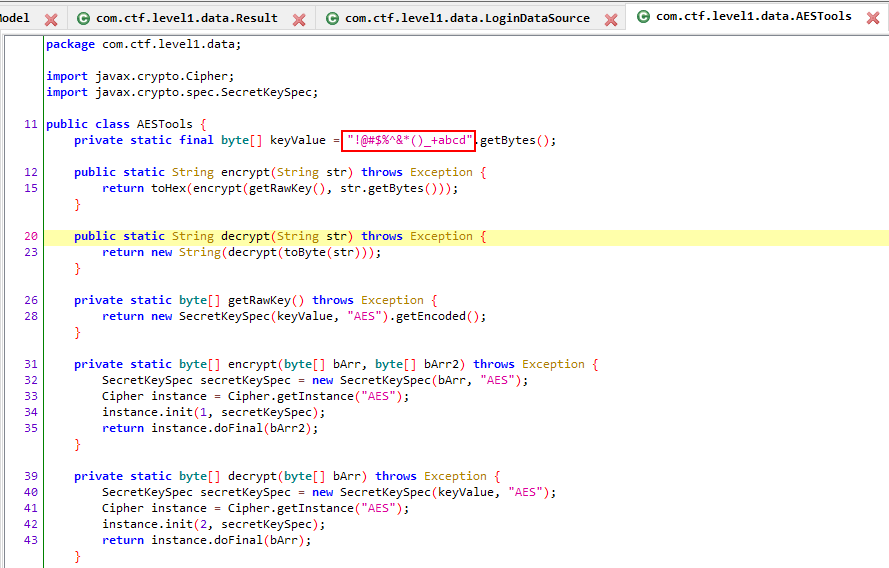 Model com.ctf.level1.data.Result com.ctf.level1.data.LoginDataSource com.ctf.level1.data.AESTools
package com.ctf.level1.data;
import javax.crypto.Cipher;
import javax.crypto.spec.SecretKeySpec;
11 public class AESTools {
private static final byte[] keyValue = "!@#$%^&*()_+abcd".getBytes();
12 public static String encrypt(String str) throws Exception {
15 return toHex(encrypt(getRawKey(), str.getBytes()));
}
20 public static String decrypt(String str) throws Exception {
23 return new String(decrypt(toByte(str)));
}
26 private static byte[] getRawKey() throws Exception {
28 return new SecretKeySpec(keyValue, "AES").getEncoded();
}
31 private static byte[] encrypt(byte[] bArr, byte[] bArr2) throws Exception {
32 SecretKeySpec secretKeySpec = new SecretKeySpec(bArr, "AES");
33 Cipher instance = Cipher.getInstance("AES");
34 instance.init(1, secretKeySpec);
35 return instance.doFinal(bArr2);
}
39 private static byte[] decrypt(byte[] bArr) throws Exception {
40 SecretKeySpec secretKeySpec = new SecretKeySpec(keyValue, "AES");
41 Cipher instance = Cipher.getInstance("AES");
42 instance.init(2, secretKeySpec);
43 return instance.doFinal(bArr);
}